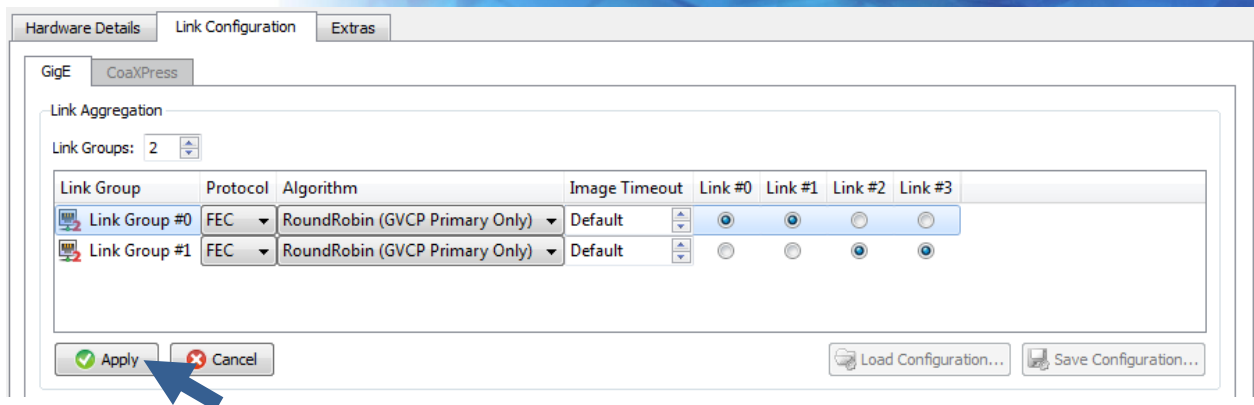 Hardware Details Link Configuration Extras
GigE CoaXPress
Link Aggregation
Link Groups: 2
Link Group Protocol Algorithm Image Timeout Link #0 Link #1 Link #2 Link #3
2 Link Group #0 FEC RoundRobin (GVCP Primary Only) Default
2 Link Group #1 FEC RoundRobin (GVCP Primary Only) Default
Apply Cancel Load Configuration... Save Configuration...